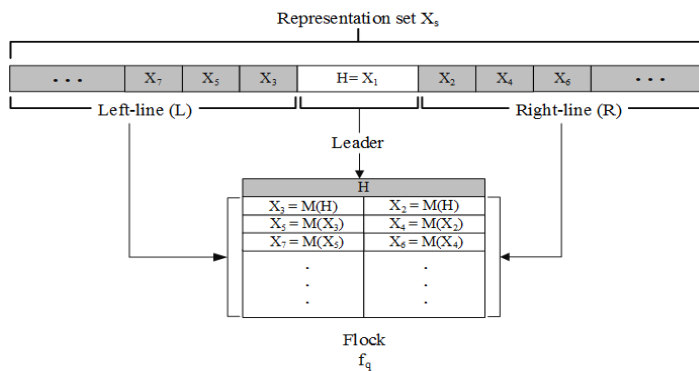 Representation set Xs
... X7 X5 X3 H= X1 X2 X4 X6 ...
Left-line (L) Right-line (R)
Leader
H
X3 = M(H) X2 = M(H)
X5 = M(X3) X4 = M(X2)
X7 = M(X5) X6 = M(X4)
. .
. .
. .
Flock
fq